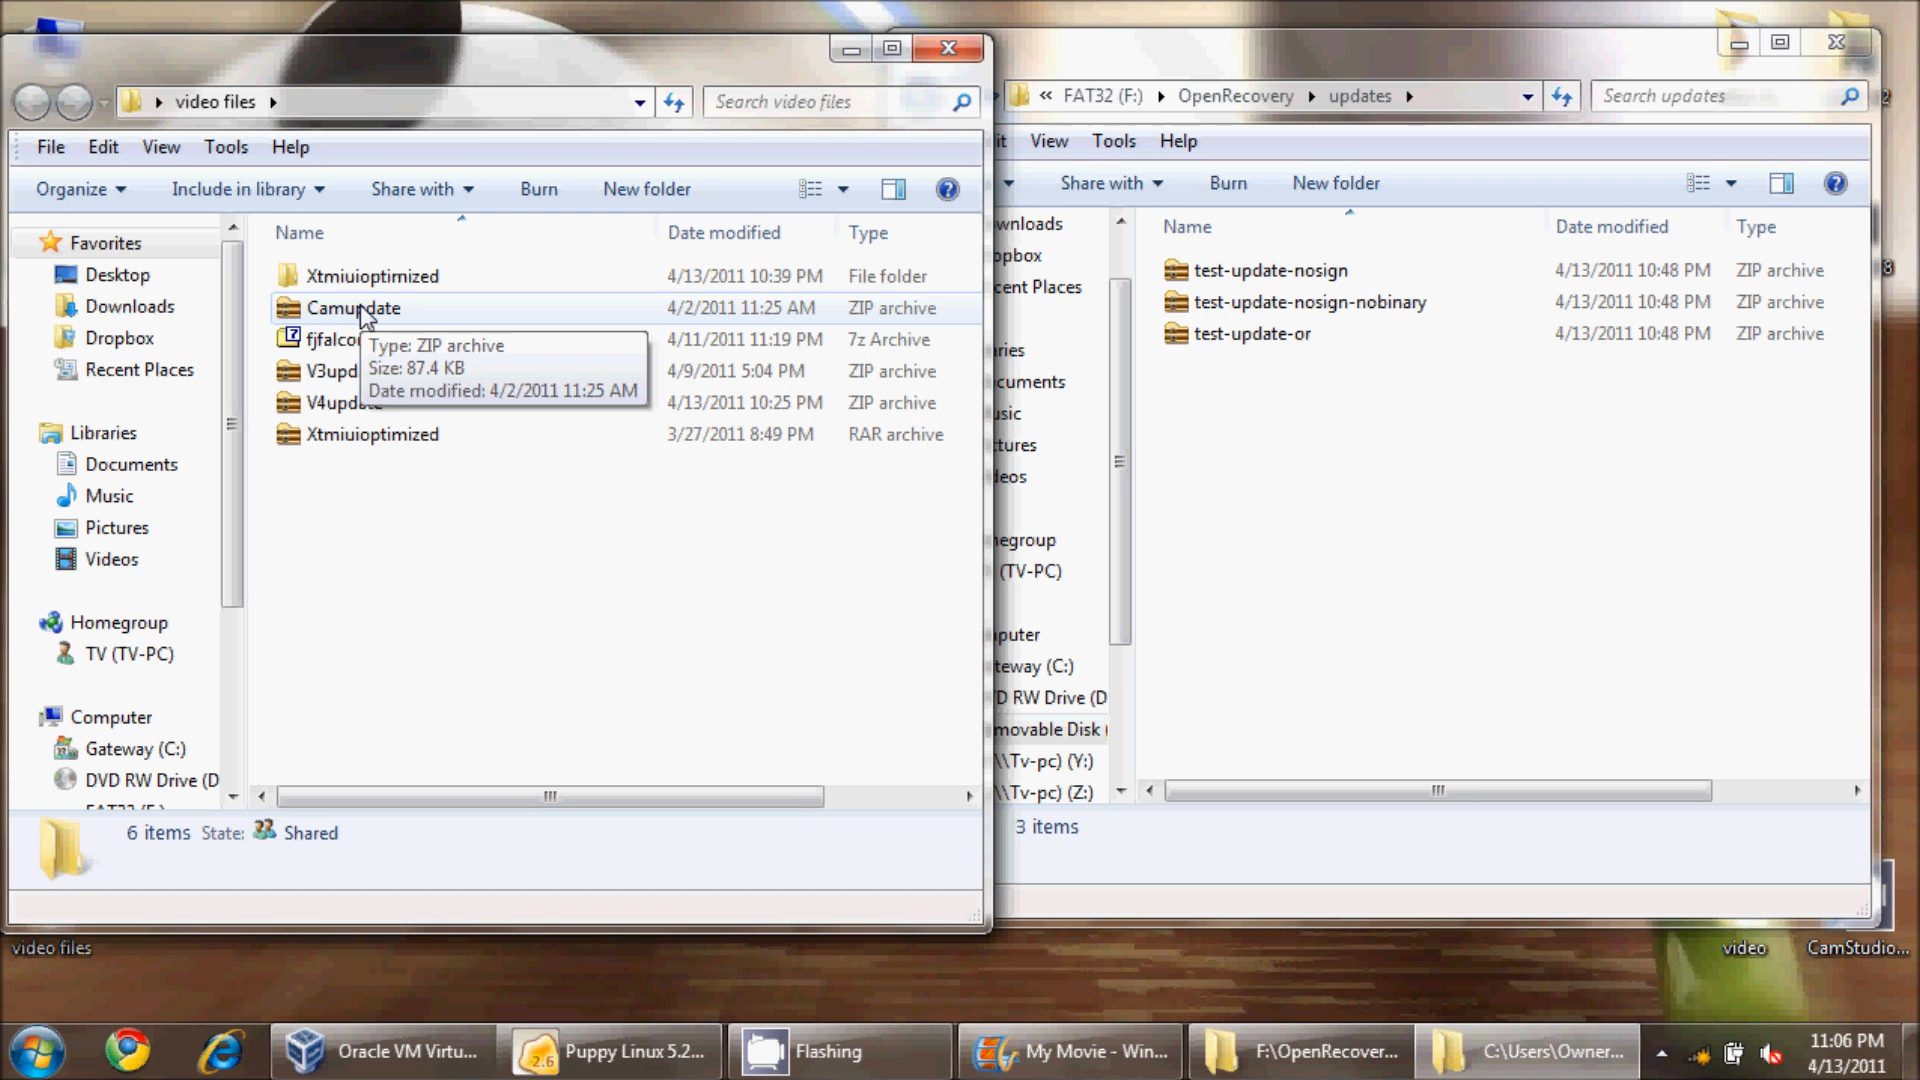 video files
Search video files
File Edit View Tools Help
Organize Include in library Share with Burn New folder
Favorites
Desktop
Downloads
Dropbox
Recent Places
Libraries
Documents
Music
Pictures
Videos
Homegroup
TV (TV-PC)
Computer
Gateway (C:)
DVD RW Drive (D
Name Date modified Type
Xtmiuioptimized 4/13/2011 10:39 PM File folder
Camupdate 4/2/2011 11:25 AM ZIP archive
fjfalco 4/11/2011 11:19 PM 7z Archive
V3upd 4/9/2011 5:04 PM ZIP archive
V4update 4/13/2011 10:25 PM ZIP archive
Xtmiuioptimized 3/27/2011 8:49 PM RAR archive
Type: ZIP archive
Size: 87.4 KB
Date modified: 4/2/2011 11:25 AM
6 items State: Shared
« FAT32 (F:) OpenRecovery updates
Search updates
it View Tools Help
Share with Burn New folder
wnloads
opbox
cent Places
ries
cuments
usic
tures
deos
megroup
(TV-PC)
mputer
teway (C:)
D RW Drive (D
movable Disk
\\Tv-pc) (Y:)
\\Tv-pc) (Z:)
Name Date modified Type
test-update-nosign 4/13/2011 10:48 PM ZIP archive
test-update-nosign-nobinary 4/13/2011 10:48 PM ZIP archive
test-update-or 4/13/2011 10:48 PM ZIP archive
3 items
video files
video
CamStudio...
Oracle VM Virtu...
2.6
Puppy Linux 5.2...
Flashing
My Movie - Win...
F:\OpenRecover...
C:\Users\Owner...
11:06 PM
4/13/2011